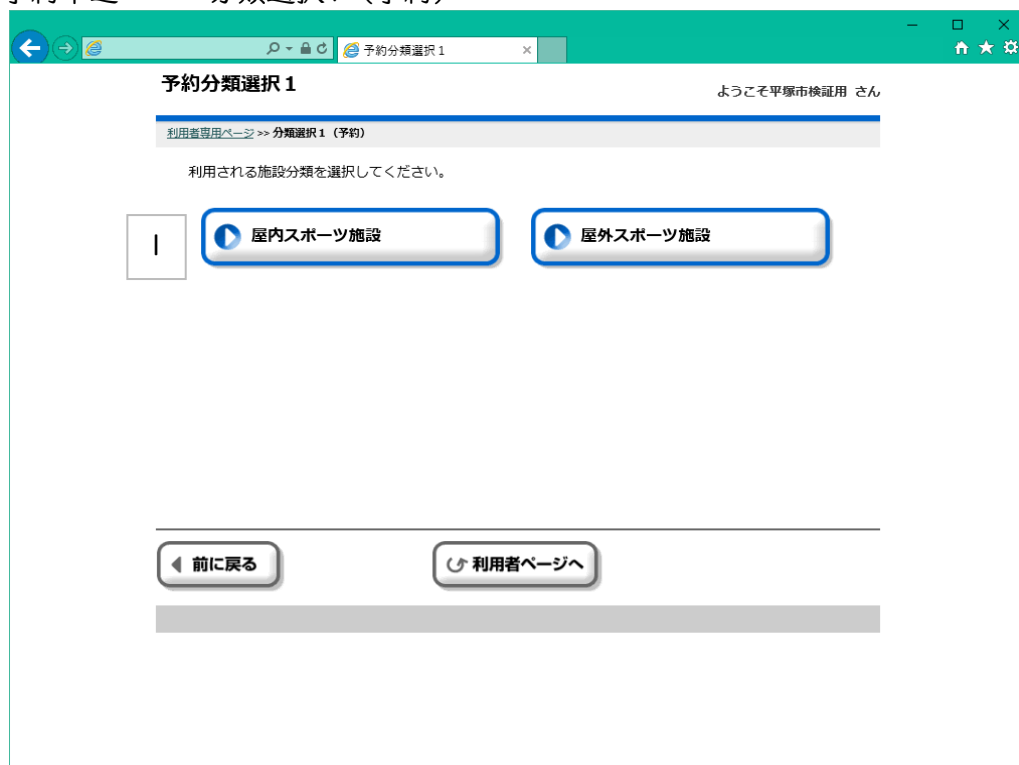 予約分類選択１
予約分類選択１
ようこそ平塚市検証用 さん
利用者専用ページ >> 分類選択１（予約）
利用される施設分類を選択してください。
1
屋内スポーツ施設
屋外スポーツ施設
前に戻る
利用者ページへ